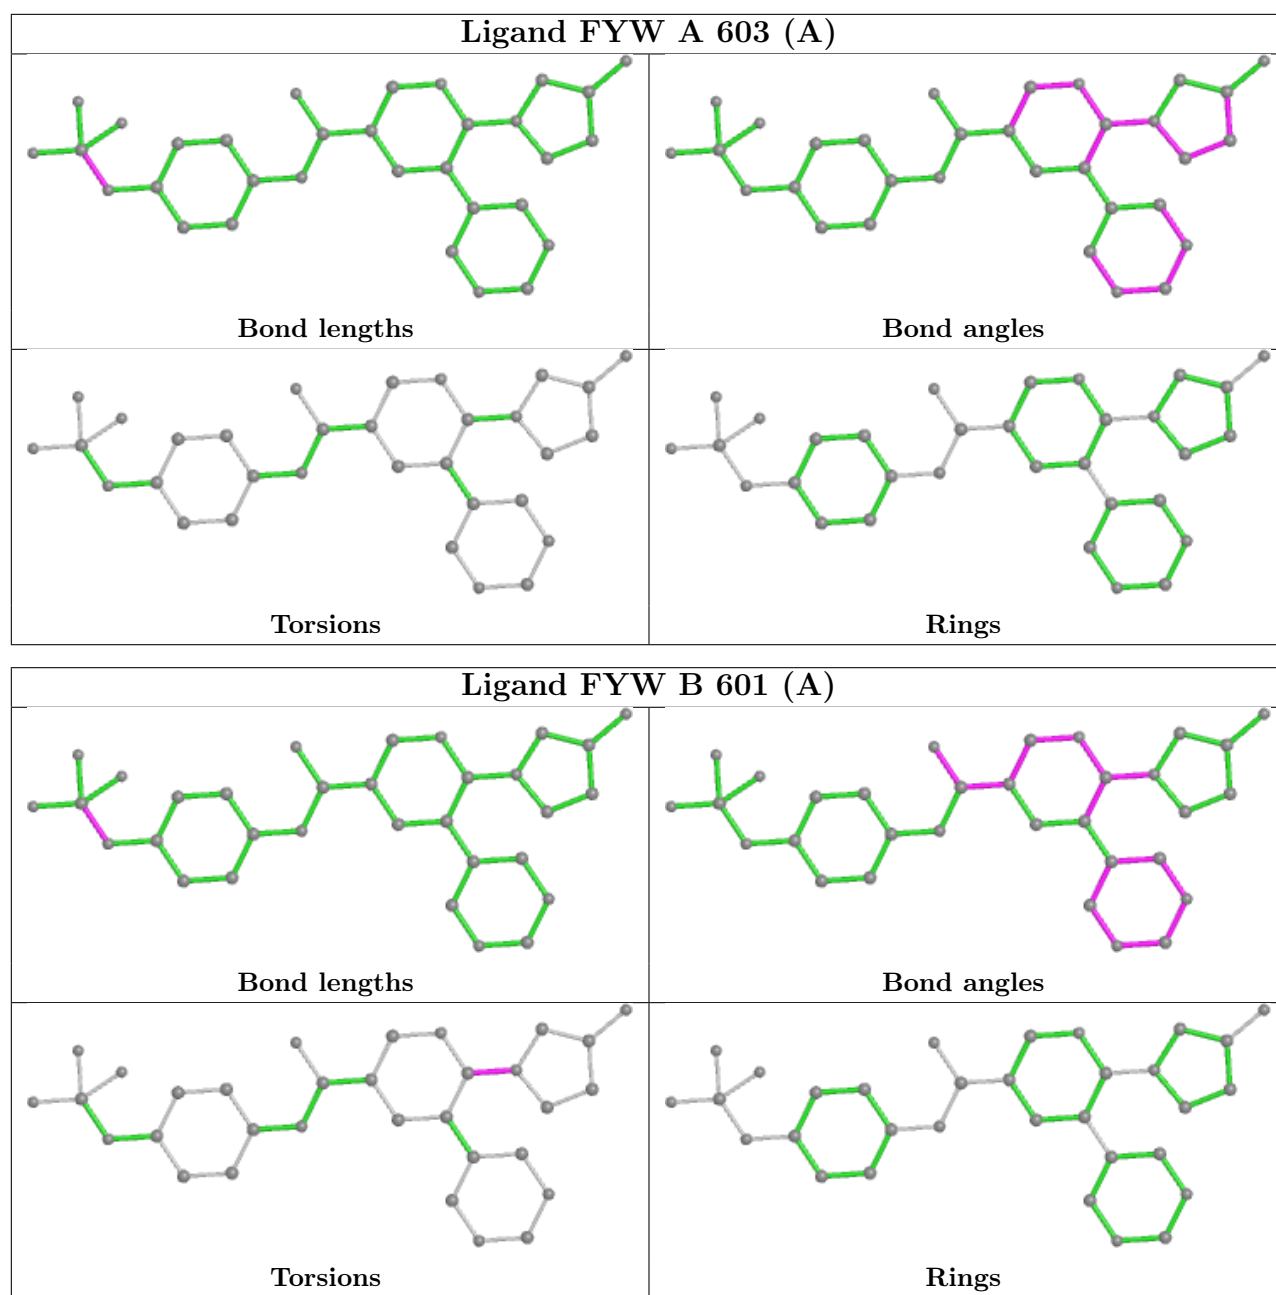 Ligand FYW A 603 (A)
Bond lengths
Bond angles
Torsions
Rings
Ligand FYW B 601 (A)
Bond lengths
Bond angles
Torsions
Rings